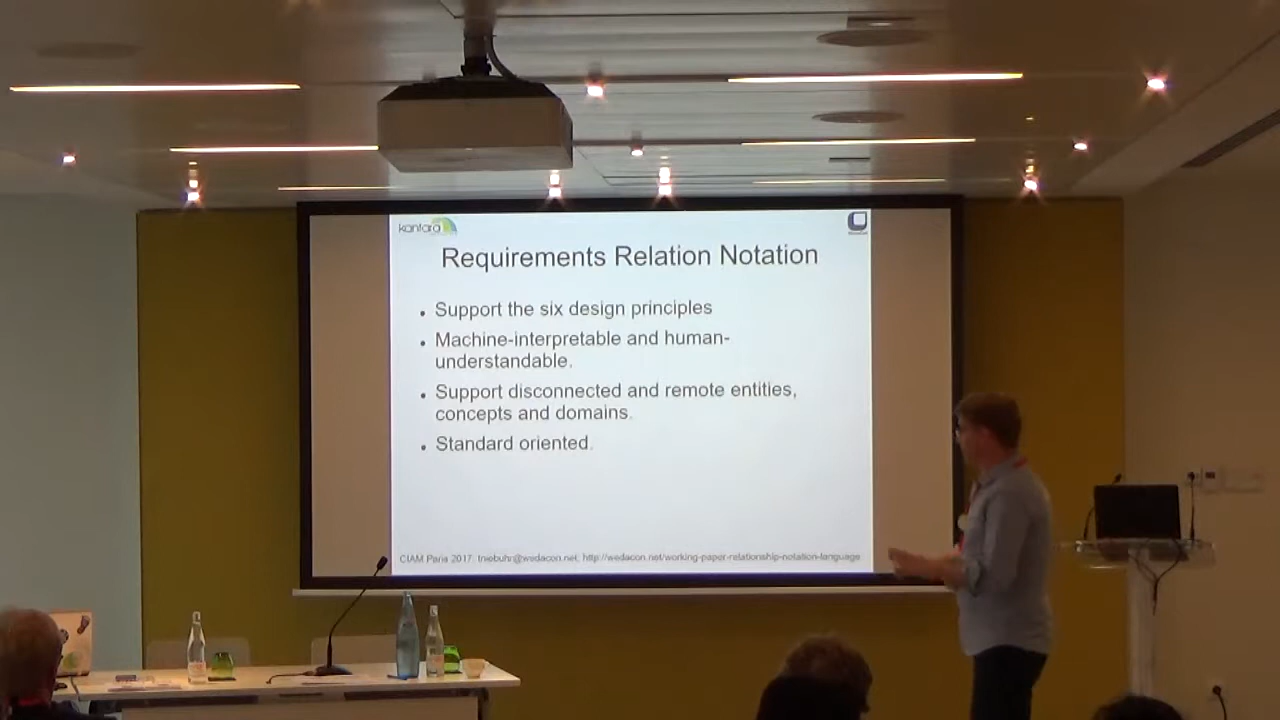 kantara
Requirements Relation Notation
• Support the six design principles
• Machine-interpretable and human-
understandable.
• Support disconnected and remote entities,
concepts and domains.
• Standard oriented.
CIAM Paris 2017: tniebuhr@wedacon.net, http://wedacon.net/working-paper-relationship-notation-language